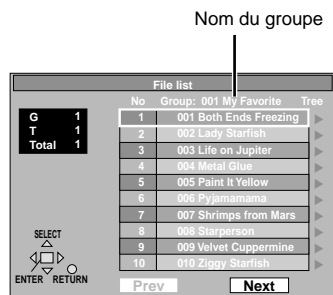 Nom du groupe
File list
No Group: 001 My Favorite Tree
G 1
T 1
Total 1
1 001 Both Ends Freezing
2 002 Lady Starfish
3 003 Life on Jupiter
4 004 Metal Glue
5 005 Paint It Yellow
6 006 Pyjamamama
7 007 Shrimps from Mars
8 008 Starperson
9 009 Velvet Cuppermine
10 010 Ziggy Starfish
SELECT
ENTER RETURN
Prev Next